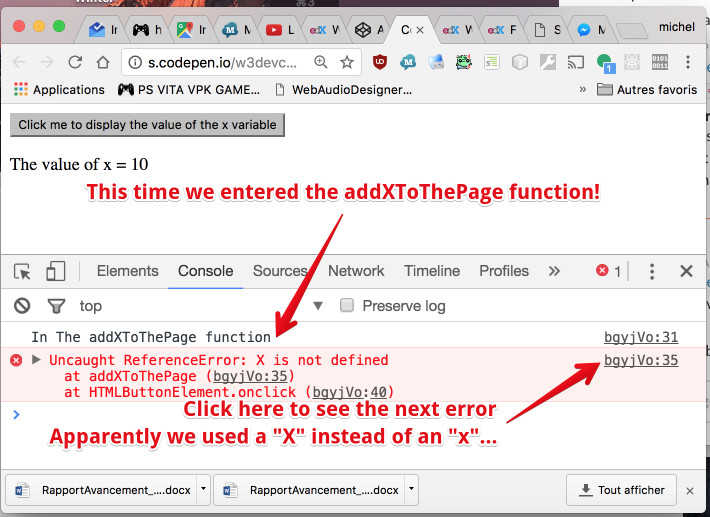 In
h
In
M
L
W
A
Co
W
F
S
M
michel
s.codepen.io/w3devc...
1
Applications
PS VITA VPK GAME...
WebAudioDesigner...
»
Autres favoris
Click me to display the value of the x variable
The value of x = 10
This time we entered the addXToThePage function!
Elements
Console
Sources
Network
Timeline
Profiles
»
1
top
Preserve log
In The addXToThePage function
bgyjVo:31
Uncaught ReferenceError: X is not defined
bgyjVo:35
at addXToThePage (bgyjVo:35)
at HTMLButtonElement.onclick (bgyjVo:40)
Click here to see the next error
Apparently we used a "X" instead of an "x"...
RapportAvancement_....docx
RapportAvancement_....docx
Tout afficher